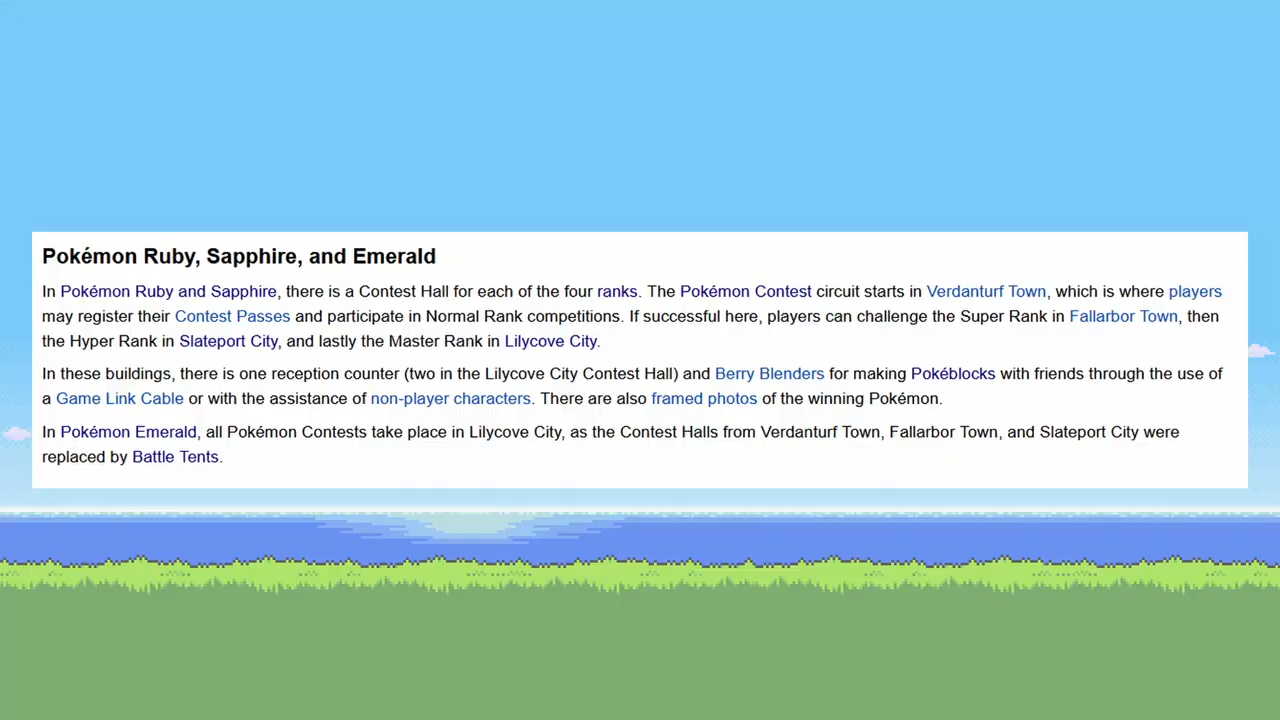 Pokémon Ruby, Sapphire, and Emerald
In Pokémon Ruby and Sapphire, there is a Contest Hall for each of the four ranks. The Pokémon Contest circuit starts in Verdanturf Town, which is where players
may register their Contest Passes and participate in Normal Rank competitions. If successful here, players can challenge the Super Rank in Fallarbor Town, then
the Hyper Rank in Slateport City, and lastly the Master Rank in Lilycove City.
In these buildings, there is one reception counter (two in the Lilycove City Contest Hall) and Berry Blenders for making Pokéblocks with friends through the use of
a Game Link Cable or with the assistance of non-player characters. There are also framed photos of the winning Pokémon.
In Pokémon Emerald, all Pokémon Contests take place in Lilycove City, as the Contest Halls from Verdanturf Town, Fallarbor Town, and Slateport City were
replaced by Battle Tents.